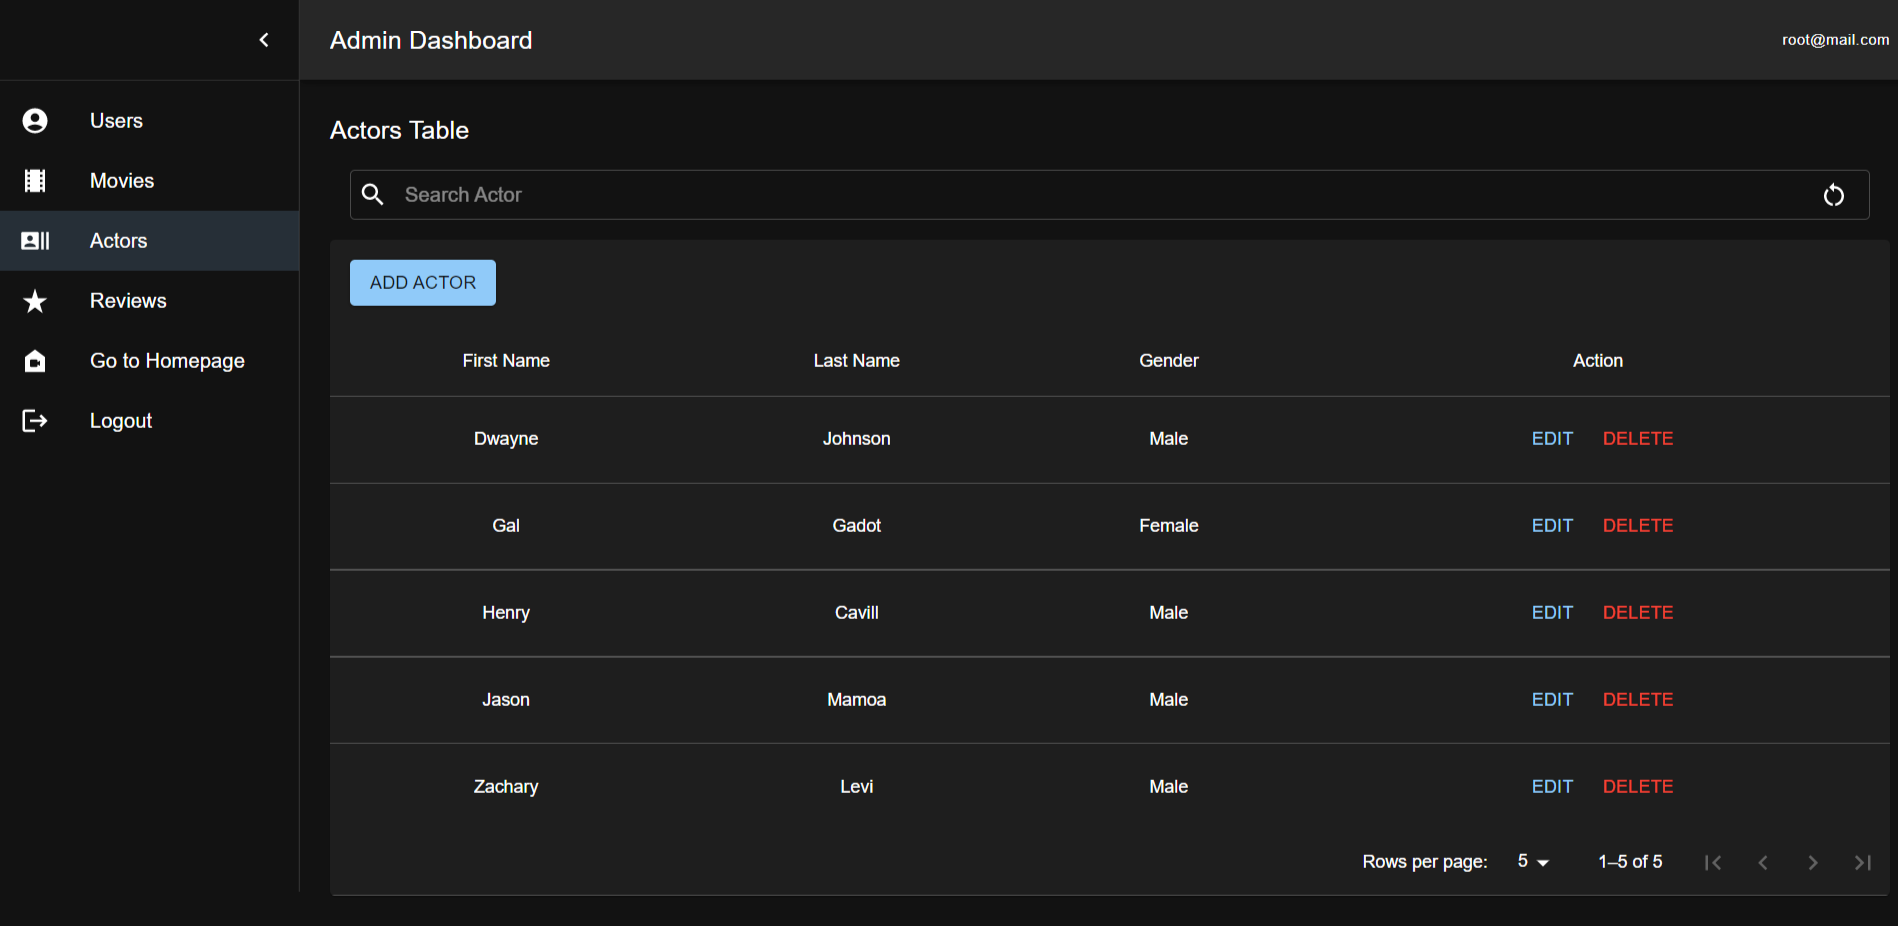 Admin Dashboard
root@mail.com
Users
Movies
Actors
Reviews
Go to Homepage
Logout
Actors Table
Search Actor
ADD ACTOR
First Name Last Name Gender Action
Dwayne Johnson Male EDIT DELETE
Gal Gadot Female EDIT DELETE
Henry Cavill Male EDIT DELETE
Jason Mamoa Male EDIT DELETE
Zachary Levi Male EDIT DELETE
Rows per page: 5 1–5 of 5